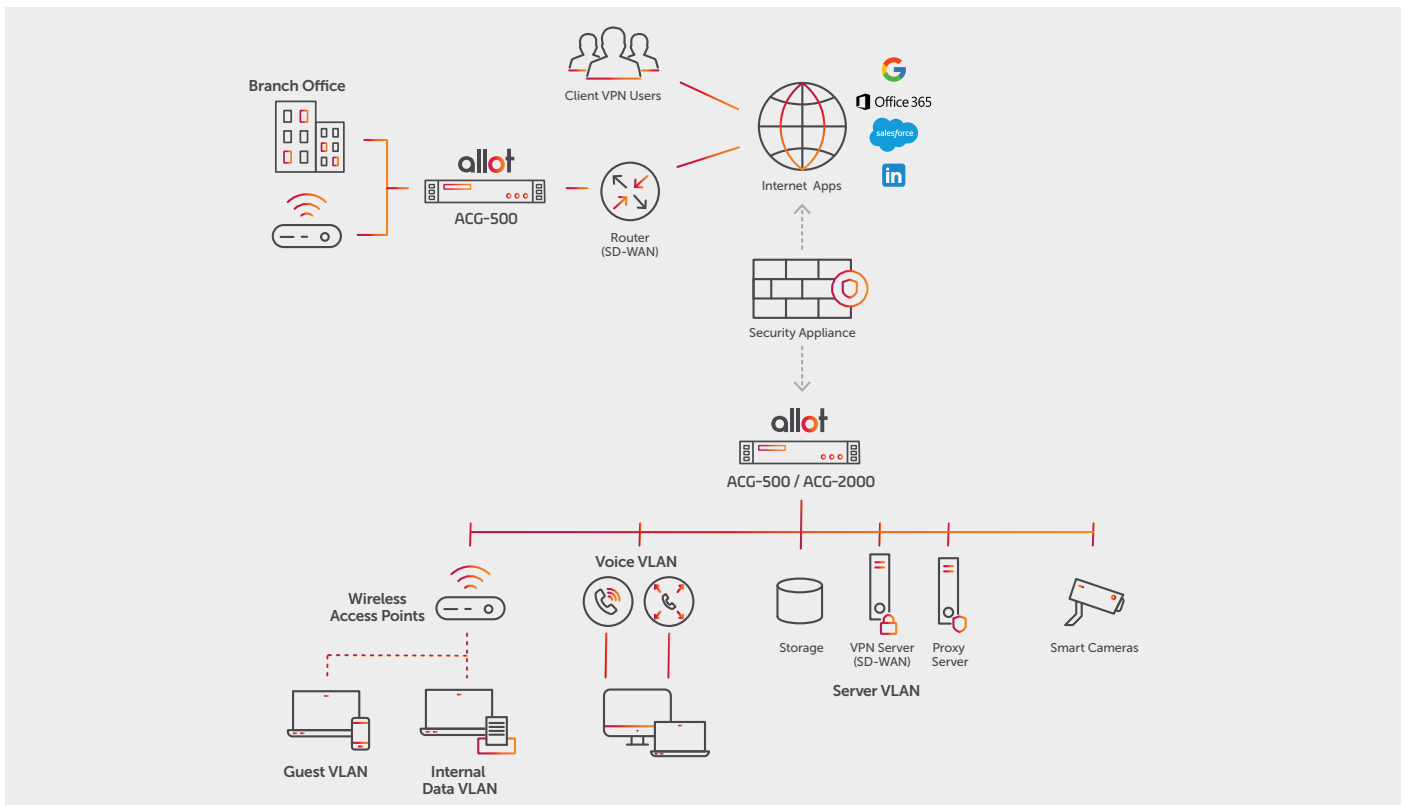 Client VPN Users
Branch Office
allot
ACG-500
Router
(SD-WAN)
Internet Apps
G
Office 365
salesforce
in
Security Appliance
allot
ACG-500 / ACG-2000
Wireless
Access Points
Voice VLAN
Storage
VPN Server
(SD-WAN)
Proxy
Server
Server VLAN
Smart Cameras
Guest VLAN
Internal
Data VLAN